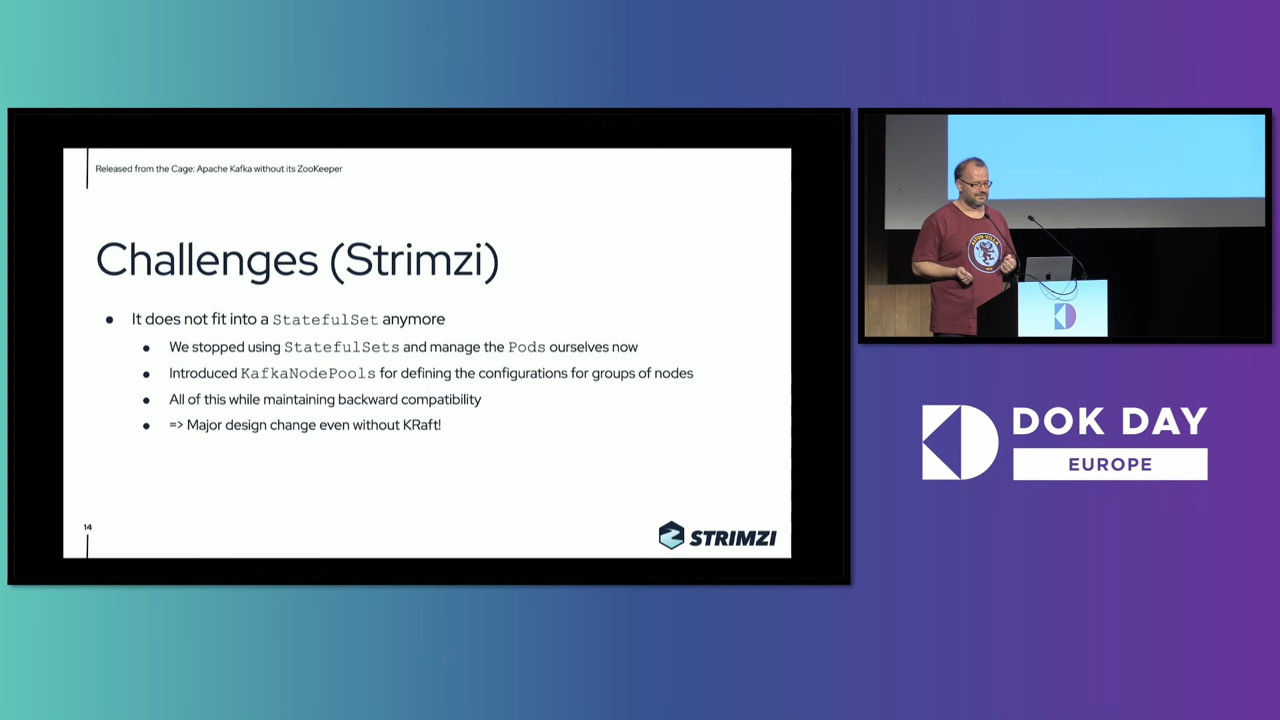 Released from the Cage: Apache Kafka without its ZooKeeper
Challenges (Strimzi)
● It does not fit into a StatefulSet anymore
● We stopped using StatefulSets and manage the Pods ourselves now
● Introduced KafkaNodePools for defining the configurations for groups of nodes
● All of this while maintaining backward compatibility
● => Major design change even without KRaft!
14
STRIMZI
ASTON VILLA
DOK DAY
EUROPE